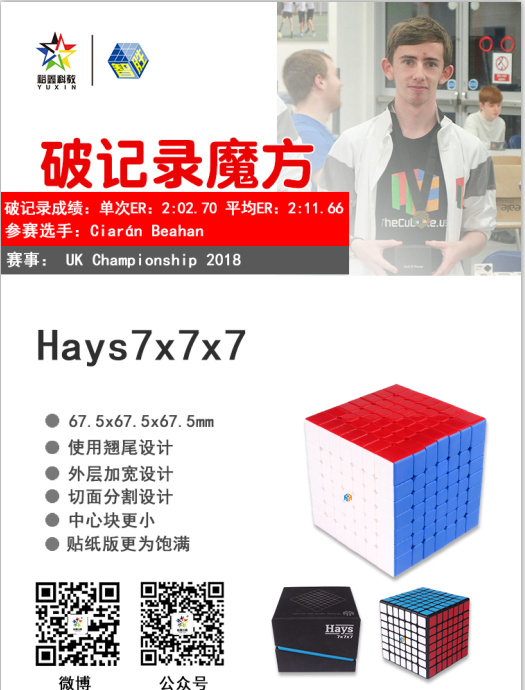 裕鑫科教
YUXIN
破记录魔方
破记录成绩：单次ER：2:02.70 平均ER：2:11.66
参赛选手：Ciarán Beahan
赛事： UK Championship 2018
Hays7x7x7
67.5x67.5x67.5mm
使用翘尾设计
外层加宽设计
切面分割设计
中心块更小
贴纸版更为饱满
Hays
7x7x7
微博
公众号